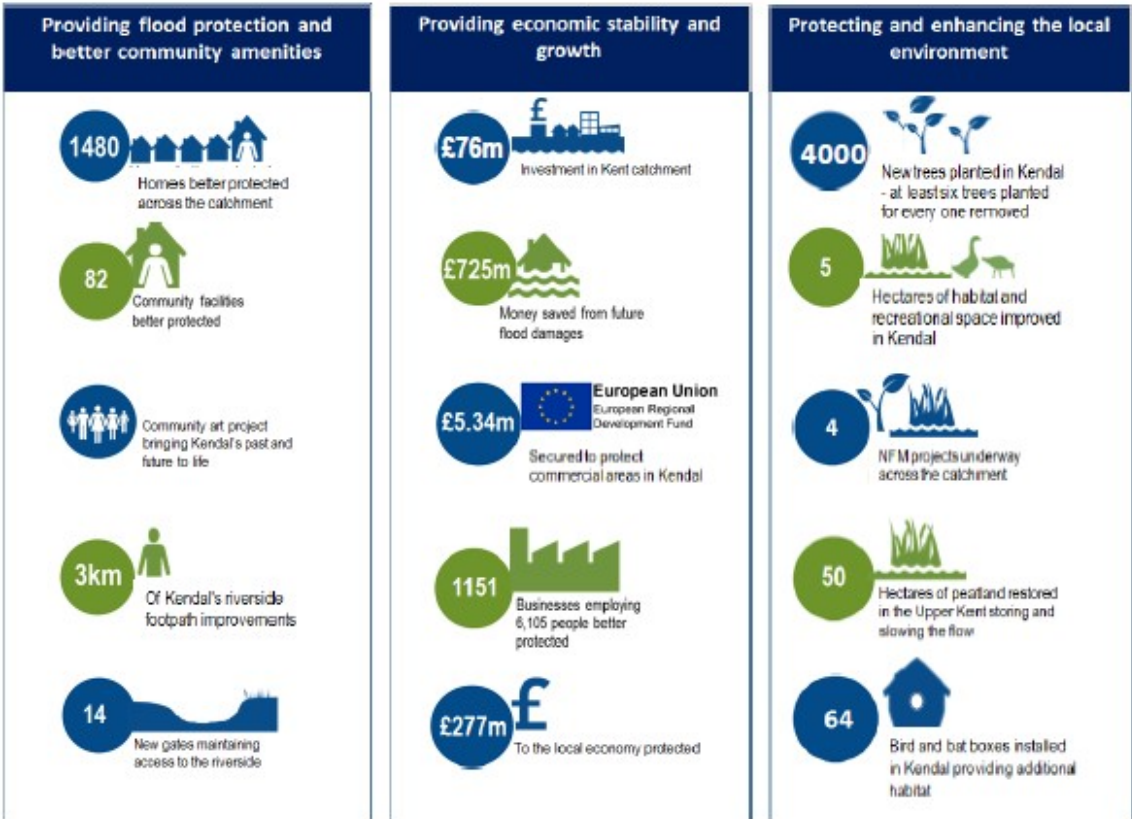 Providing flood protection and
better community amenities
1480
Homes better protected
across the catchment
82
Community facilities
better protected
Community art project
bringing Kendal's past and
future to life
3km
Of Kendal's riverside
footpath improvements
14
New gates maintaining
access to the riverside
Providing economic stability and
growth
£
£76m
Investment in Kent catchment
£725m
Money saved from future
flood damages
£5.34m
European Union
European Regional
Development Fund
Secured to protect
commercial areas in Kendal
1151
Businesses employing
6,105 people better
protected
£277m
£
To the local economy protected
Protecting and enhancing the local
environment
4000
New trees planted in Kendal
- at least six trees planted
for every one removed
5
Hectares of habitat and
recreational space improved
in Kendal
4
NFM projects underway
across the catchment
50
Hectares of peatland restored
in the Upper Kent storing and
slowing the flow
64
Bird and bat boxes installed
in Kendal providing additional
habitat